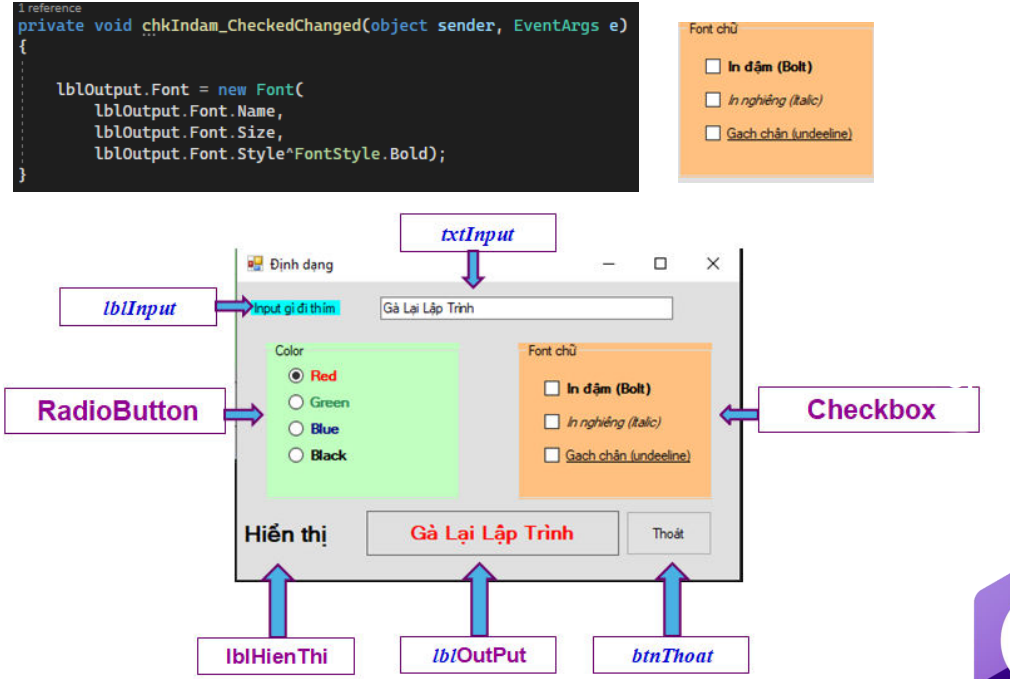 1 reference
private void chkIndam_CheckedChanged(object sender, EventArgs e)
{
lblOutput.Font = new Font(
lblOutput.Font.Name,
lblOutput.Font.Size,
lblOutput.Font.Style^FontStyle.Bold);
}
Font chữ
In đậm (Bolt)
In nghiêng (Italic)
Gạch chân (undeeline)
txtInput
Định dạng
lblInput
Input gì đi thím
Gà Lại Lập Trình
Color
Red
Green
Blue
Black
Font chữ
In đậm (Bolt)
In nghiêng (Italic)
Gạch chân (undeeline)
RadioButton
Checkbox
Hiển thị
Gà Lại Lập Trình
Thoát
lblHienThi
lblOutPut
btnThoat